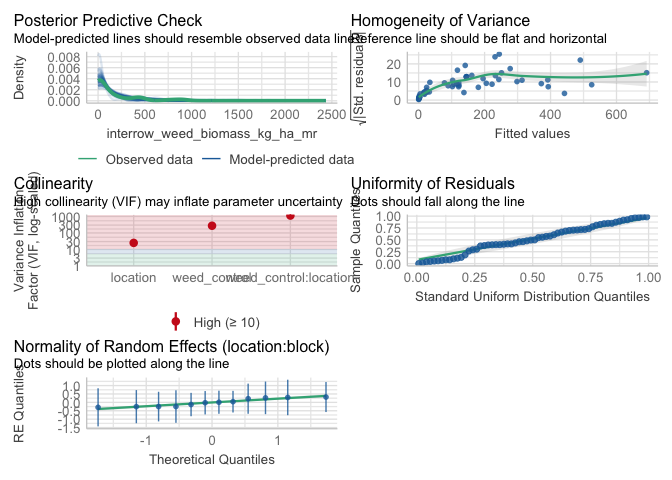 Posterior Predictive Check
Model-predicted lines should resemble observed data line
Density
0.008
0.006
0.004
0.002
0.000
0 500 1000 1500 2000 2500
interrow_weed_biomass_kg_ha_mr
Observed data Model-predicted data
Homogeneity of Variance
Reference line should be flat and horizontal
√|Std. residuals|
20
10
0
0 200 400 600
Fitted values
Collinearity
High collinearity (VIF) may inflate parameter uncertainty
Variance Inflation
Factor (VIF, log-scaled)
1000
300
100
30
10
3
1
location weed_control weed_control:location
High (≥ 10)
Uniformity of Residuals
Dots should fall along the line
Sample Quantiles
1.00
0.75
0.50
0.25
0.00
0.00 0.25 0.50 0.75 1.00
Standard Uniform Distribution Quantiles
Normality of Random Effects (location:block)
Dots should be plotted along the line
RE Quantiles
1.0
0.5
0.0
-0.5
-1.0
-1.5
-1 0 1
Theoretical Quantiles